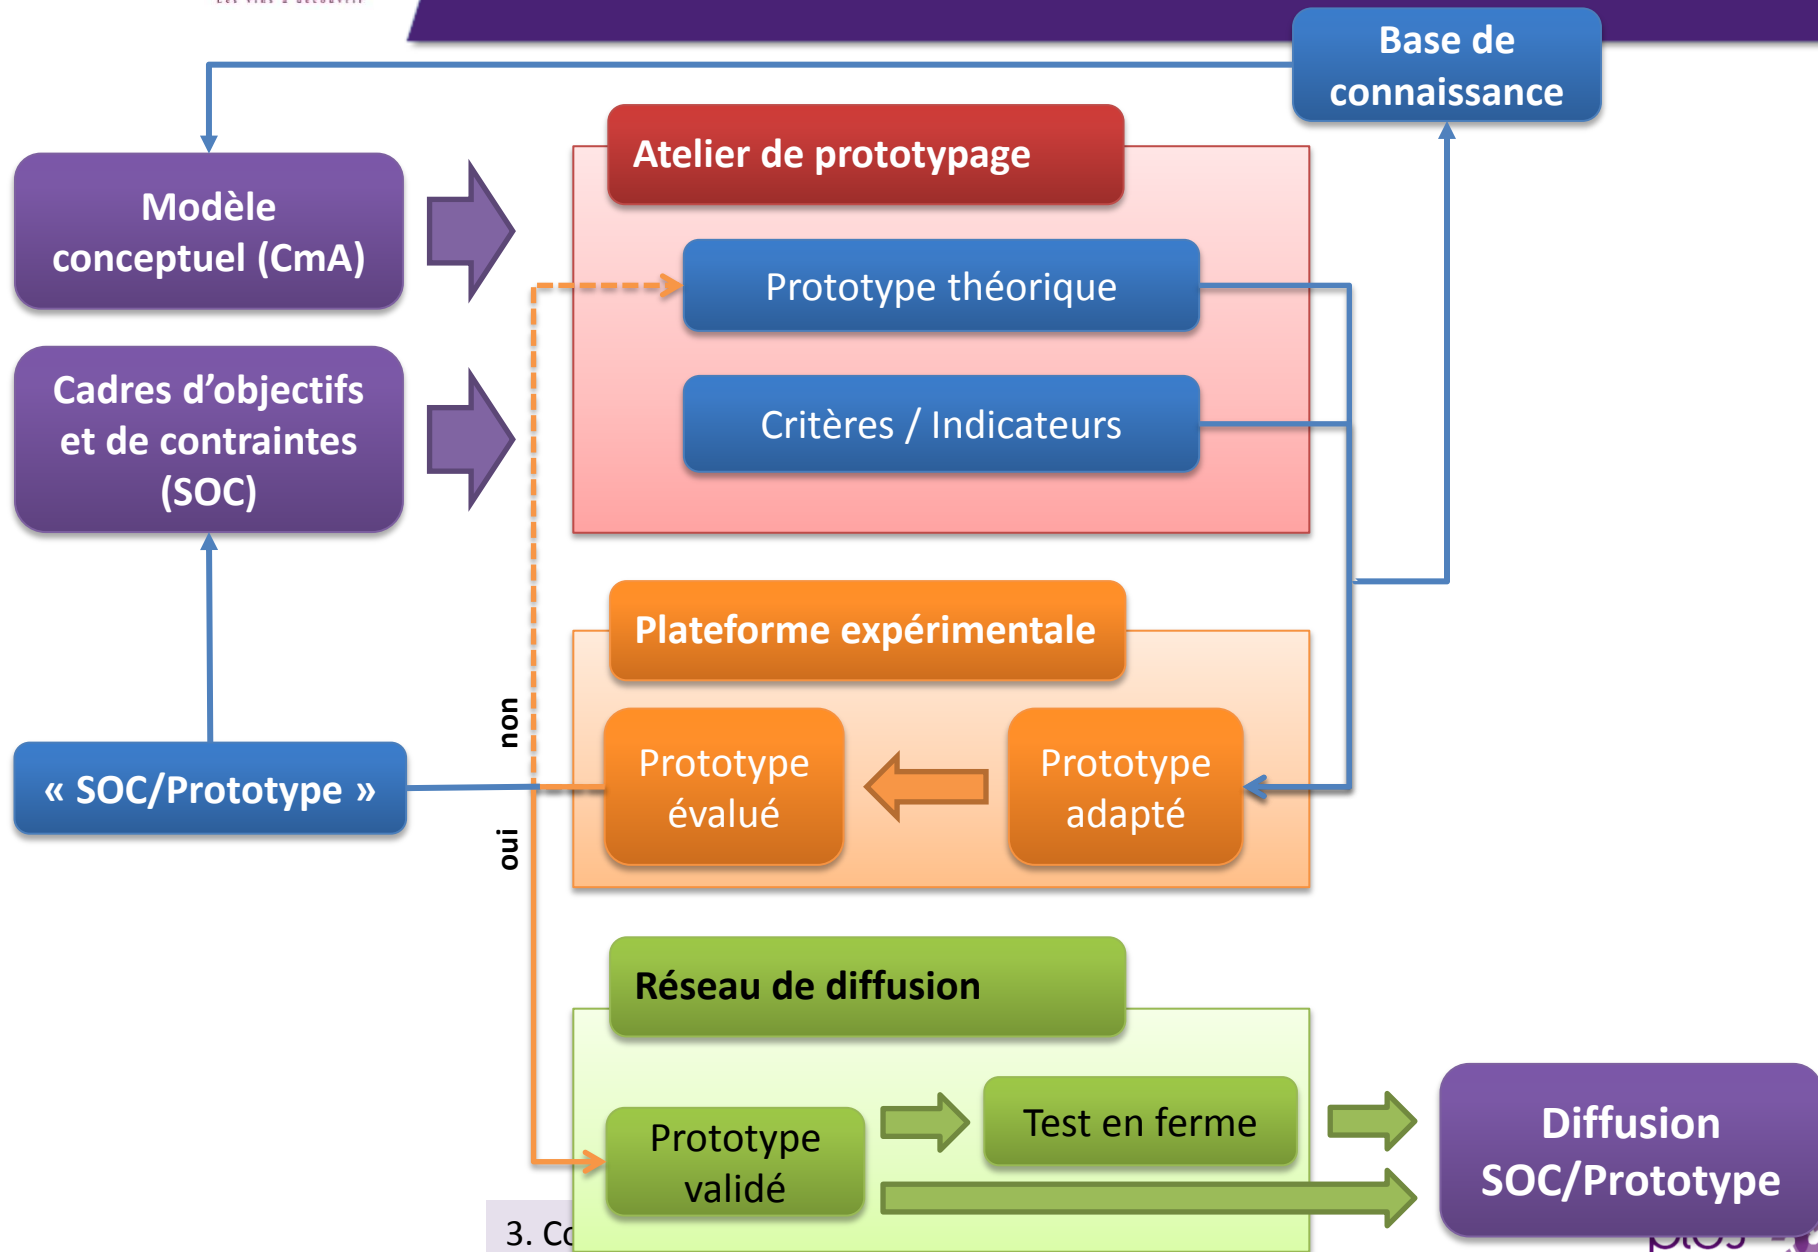 Base de
connaissance
Atelier de prototypage
Modèle
conceptuel (CmA)
Prototype théorique
Cadres d’objectifs
et de contraintes
(SOC)
Critères / Indicateurs
Plateforme expérimentale
non
« SOC/Prototype »
Prototype
évalué
Prototype
adapté
oui
Réseau de diffusion
Prototype
validé
Test en ferme
Diffusion
SOC/Prototype
3.